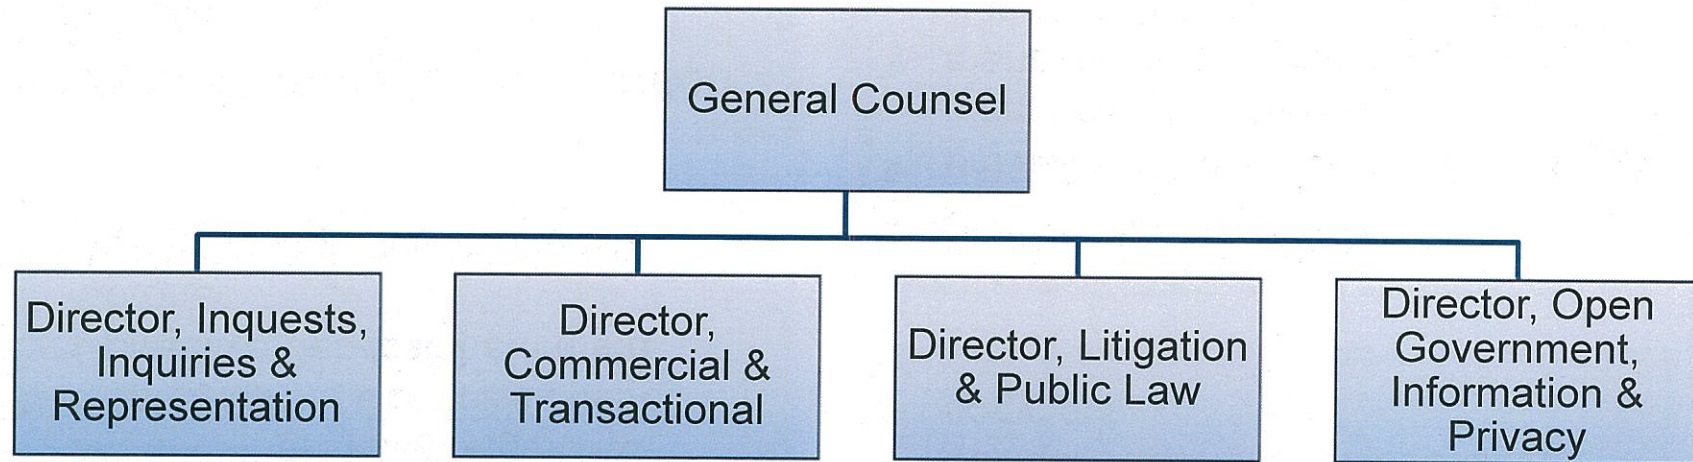 General Counsel
Director, Inquests,
Inquiries &
Representation
Director,
Commercial &
Transactional
Director, Litigation
& Public Law
Director, Open
Government,
Information &
Privacy